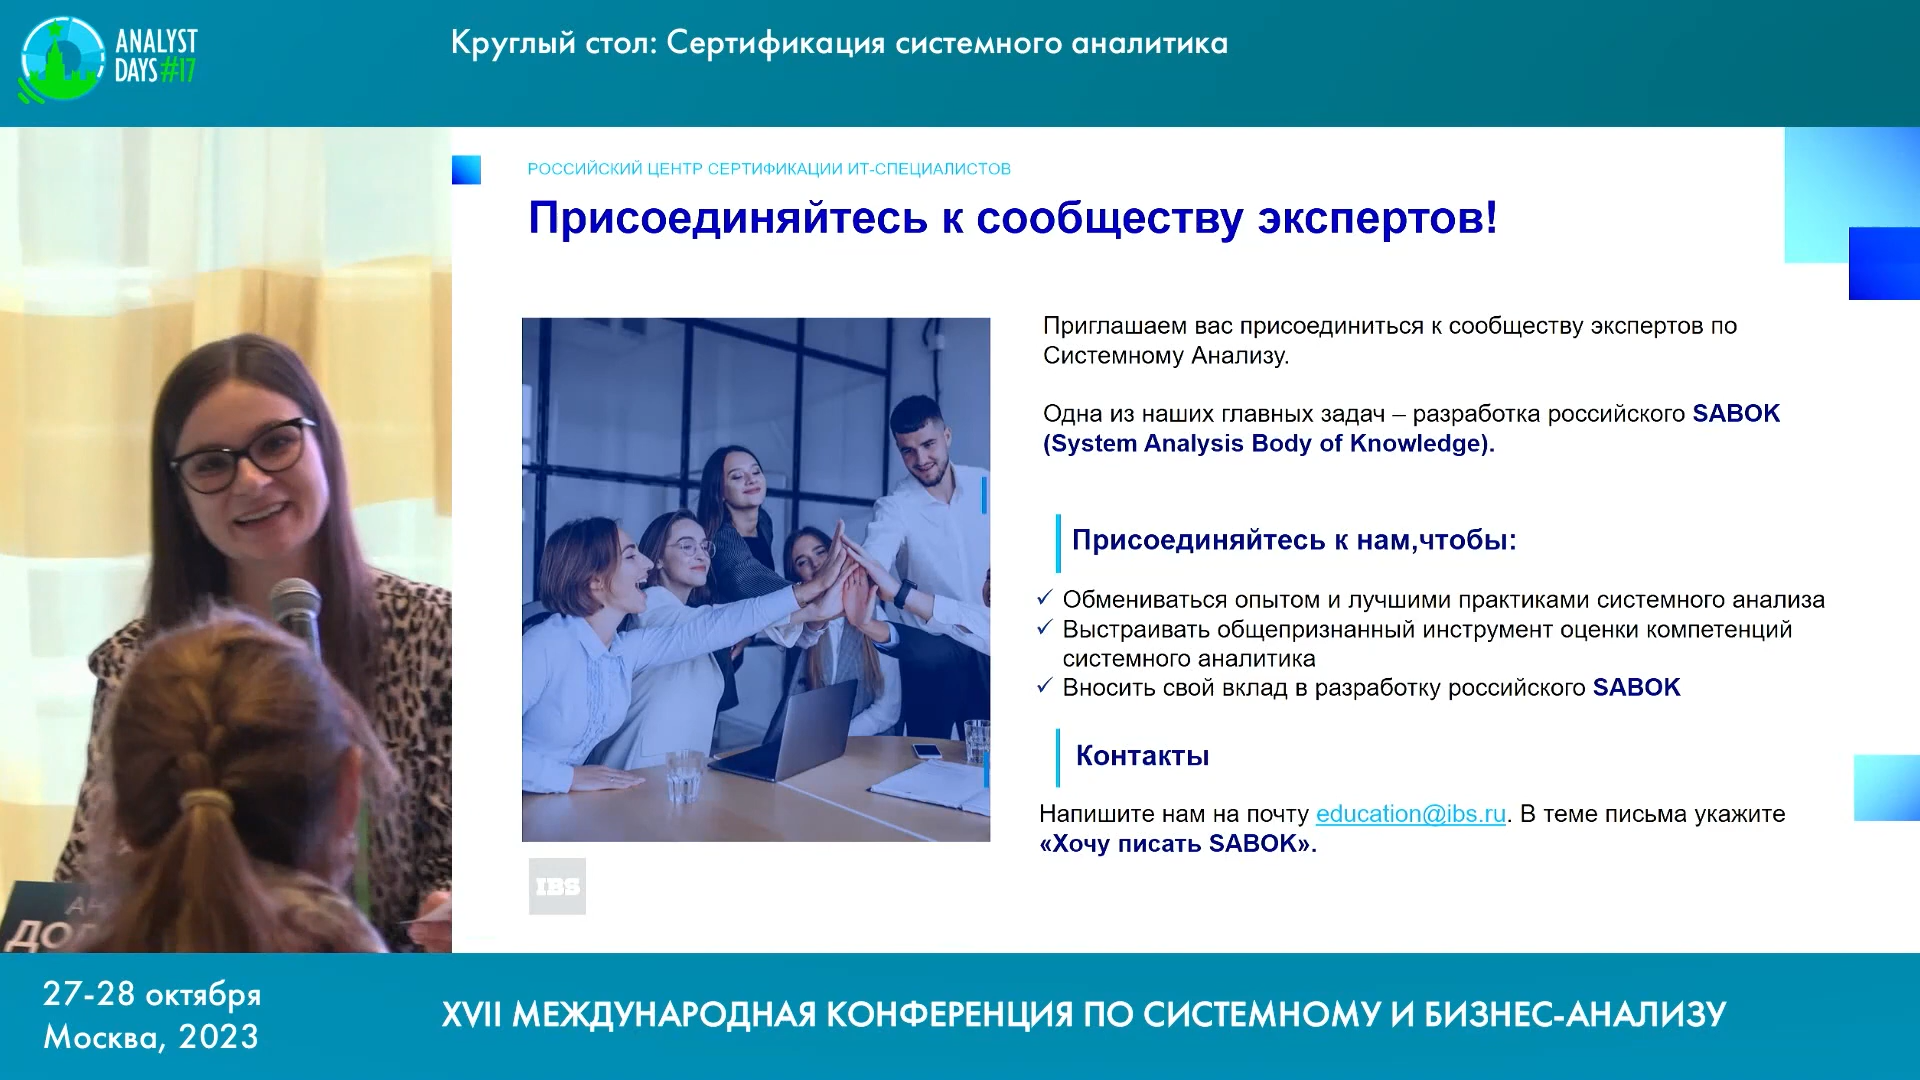 ANALYST
DAYS #17
Круглый стол: Сертификация системного аналитика
РОССИЙСКИЙ ЦЕНТР СЕРТИФИКАЦИИ ИТ-СПЕЦИАЛИСТОВ
Присоединяйтесь к сообществу экспертов!
Приглашаем вас присоединиться к сообществу экспертов по
Системному Анализу.
Одна из наших главных задач – разработка российского SABOK
(System Analysis Body of Knowledge).
Присоединяйтесь к нам,чтобы:
✓ Обмениваться опытом и лучшими практиками системного анализа
✓ Выстраивать общепризнанный инструмент оценки компетенций
системного аналитика
✓ Вносить свой вклад в разработку российского SABOK
Контакты
Напишите нам на почту education@ibs.ru. В теме письма укажите
«Хочу писать SABOK».
IBS
27-28 октября
Москва, 2023
XVII МЕЖДУНАРОДНАЯ КОНФЕРЕНЦИЯ ПО СИСТЕМНОМУ И БИЗНЕС-АНАЛИЗУ